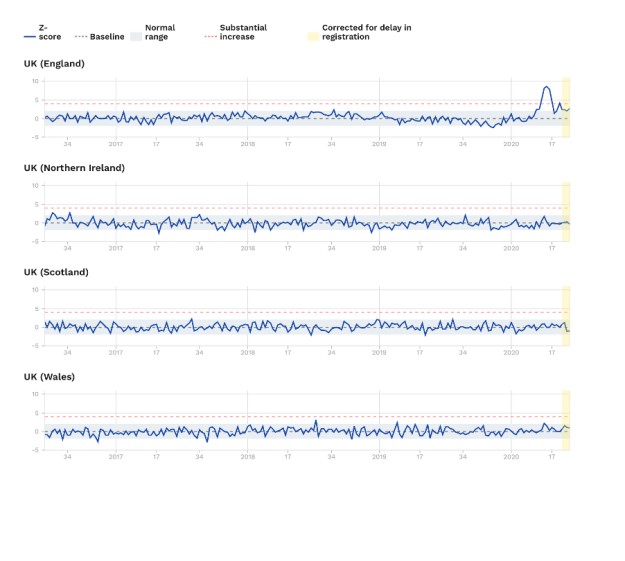 Z-
score
Baseline
Normal
range
Substantial
increase
Corrected for delay in
registration
UK (England)
10
5
0
-5
34 2017 17 34 2018 17 34 2019 17 34 2020 17
UK (Northern Ireland)
10
5
0
-5
34 2017 17 34 2018 17 34 2019 17 34 2020 17
UK (Scotland)
10
5
0
-5
34 2017 17 34 2018 17 34 2019 17 34 2020 17
UK (Wales)
10
5
0
-5
34 2017 17 34 2018 17 34 2019 17 34 2020 17